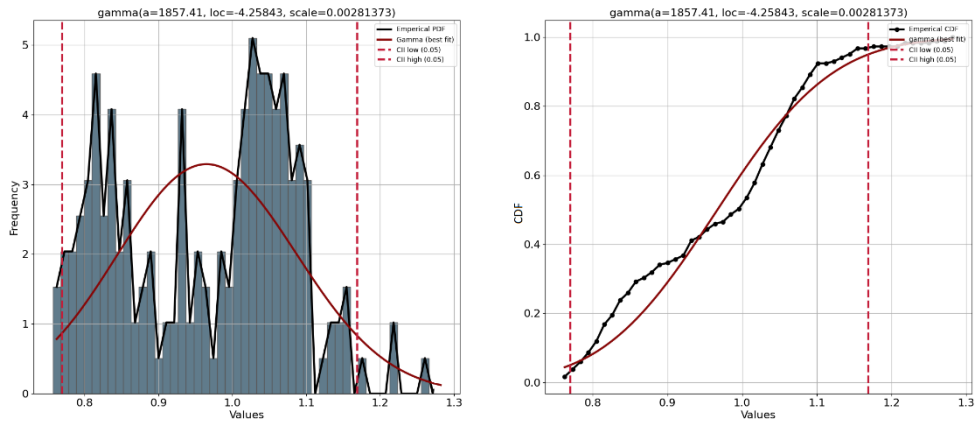 gamma(a=1857.41, loc=-4.25843, scale=0.00281373)
Emperical PDF
Gamma (best fit)
CII low (0.05)
CII high (0.05)
Frequency
5
4
3
2
1
0
0.8 0.9 1.0 1.1 1.2 1.3
Values
gamma(a=1857.41, loc=-4.25843, scale=0.00281373)
Emperical CDF
gamma (best fit)
CII low (0.05)
CII high (0.05)
CDF
1.0
0.8
0.6
0.4
0.2
0.0
0.8 0.9 1.0 1.1 1.2 1.3
Values